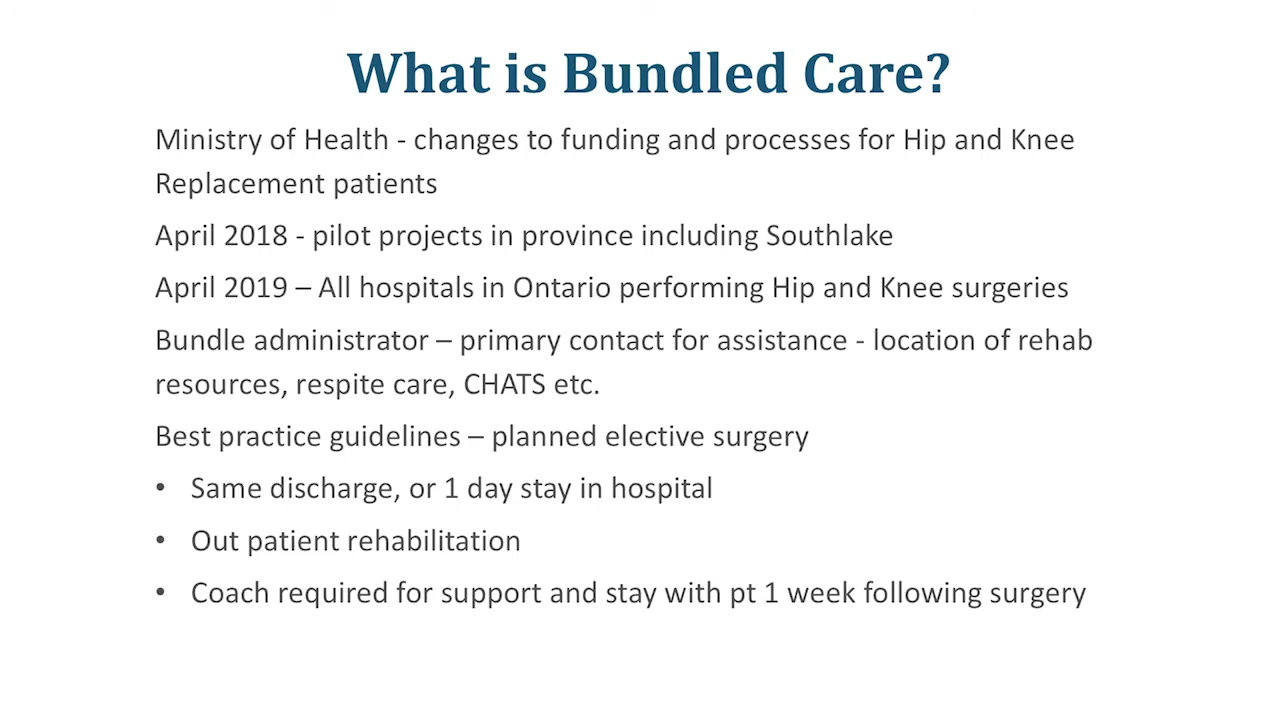 What is Bundled Care?
Ministry of Health - changes to funding and processes for Hip and Knee
Replacement patients
April 2018 - pilot projects in province including Southlake
April 2019 – All hospitals in Ontario performing Hip and Knee surgeries
Bundle administrator – primary contact for assistance - location of rehab
resources, respite care, CHATS etc.
Best practice guidelines – planned elective surgery
• Same discharge, or 1 day stay in hospital
• Out patient rehabilitation
• Coach required for support and stay with pt 1 week following surgery